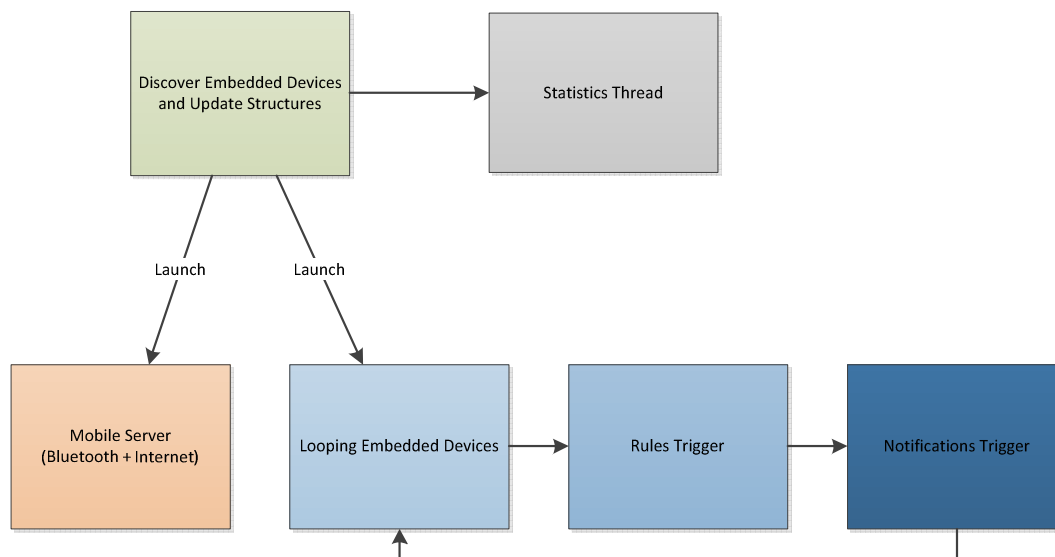 Discover Embedded Devices
and Update Structures
Statistics Thread
Launch
Launch
Mobile Server
(Bluetooth + Internet)
Looping Embedded Devices
Rules Trigger
Notifications Trigger